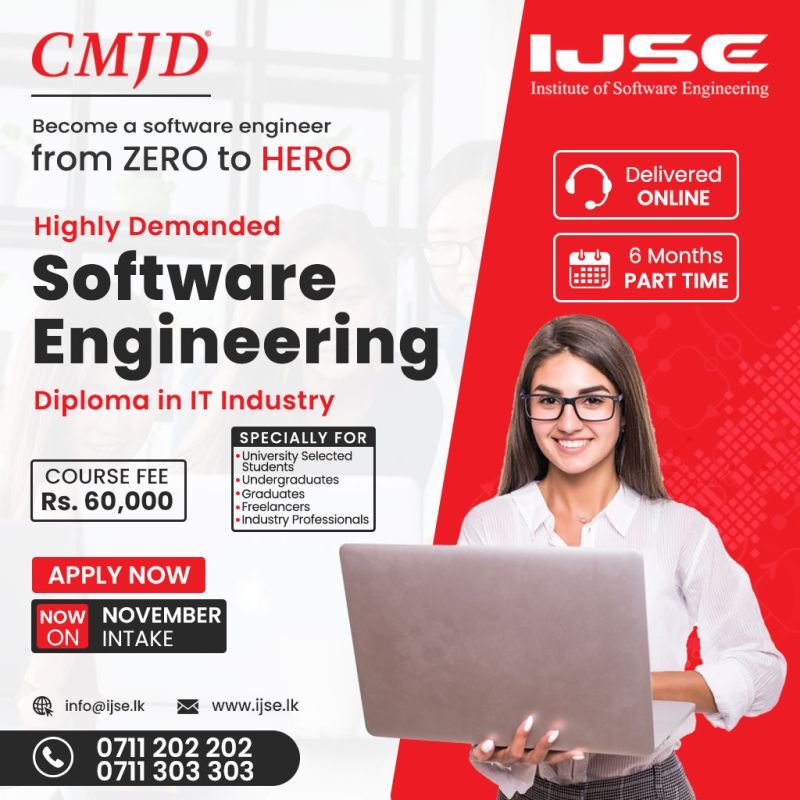 CMJD®
Become a software engineer
from ZERO to HERO
Highly Demanded
Software
Engineering
Diploma in IT Industry
COURSE FEE
Rs. 60,000
SPECIALLY FOR
• University Selected
Students
• Undergraduates
• Graduates
• Freelancers
• Industry Professionals
APPLY NOW
NOW
ON
NOVEMBER
INTAKE
info@ijse.lk
www.ijse.lk
0711 202 202
0711 303 303
IJSE
Institute of Software Engineering
Delivered
ONLINE
6 Months
PART TIME